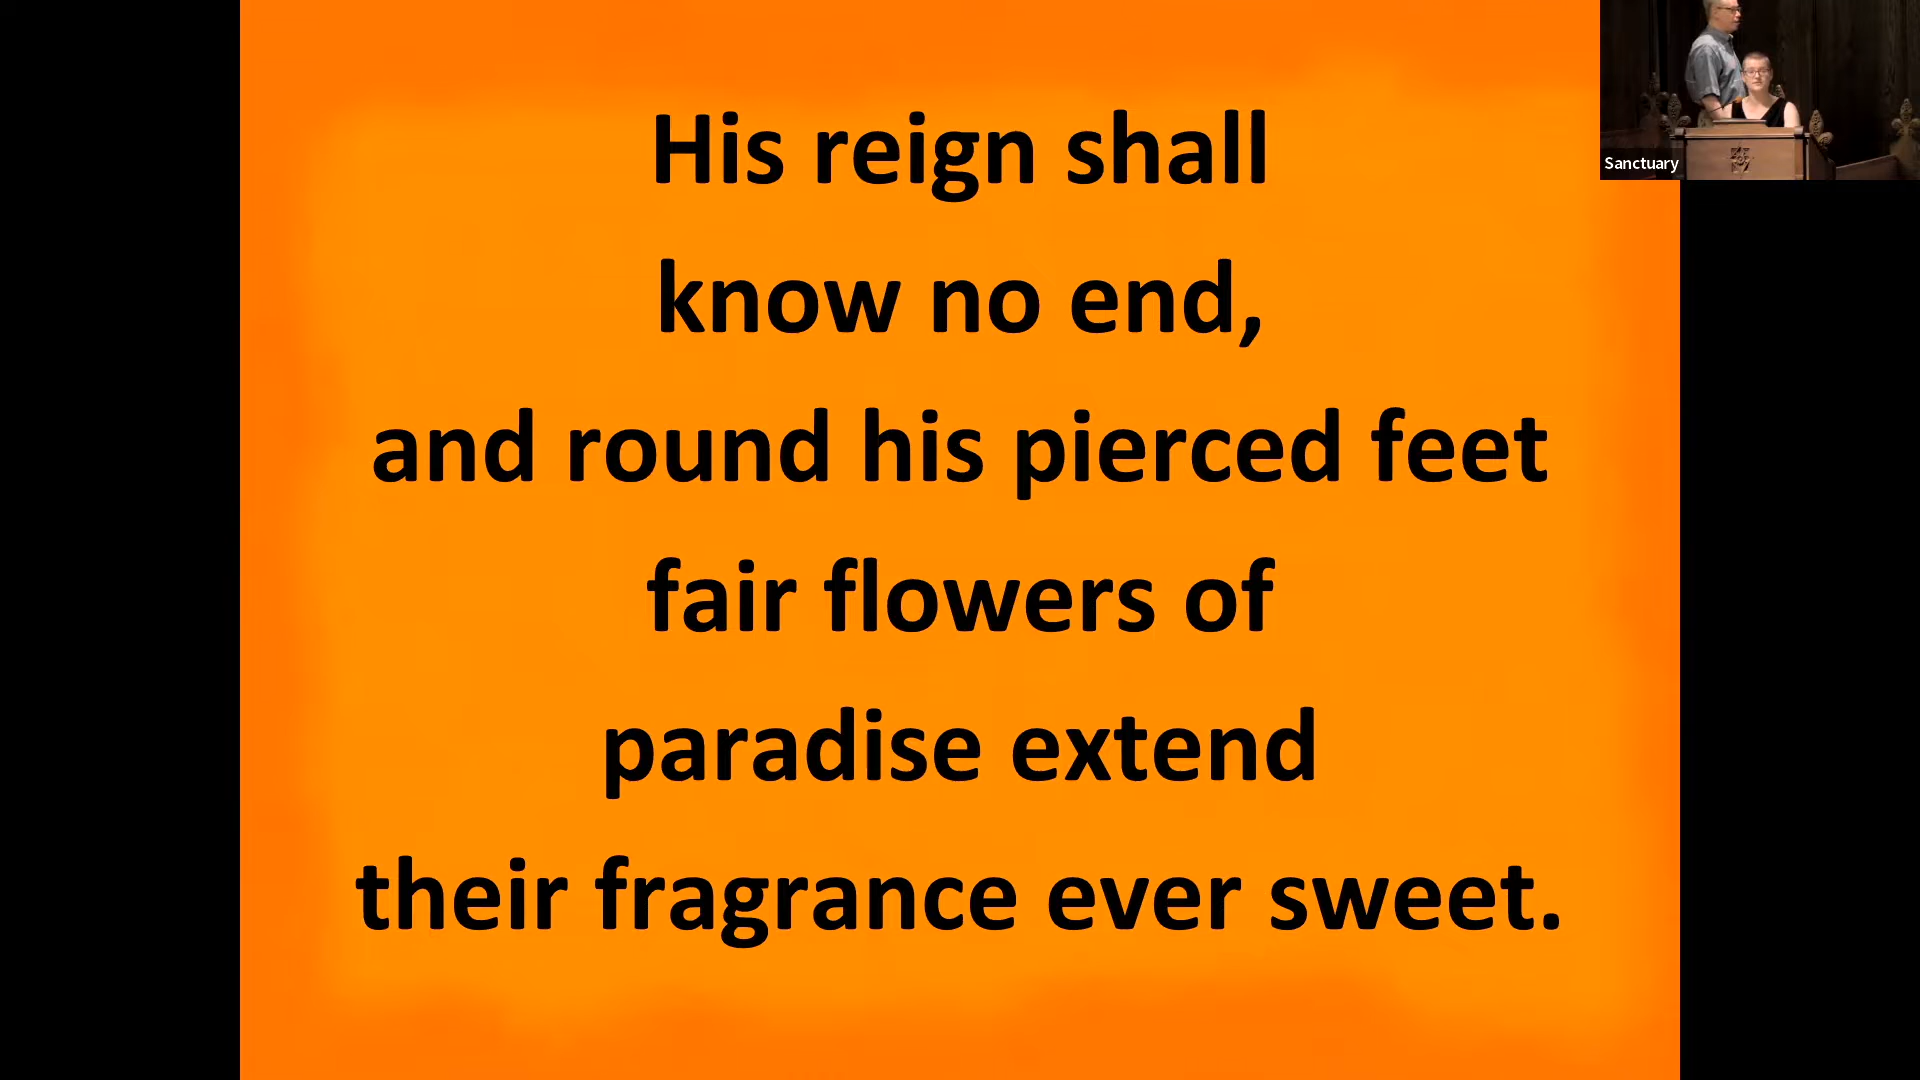 His reign shall
know no end,
and round his pierced feet
fair flowers of
paradise extend
their fragrance ever sweet.
Sanctuary